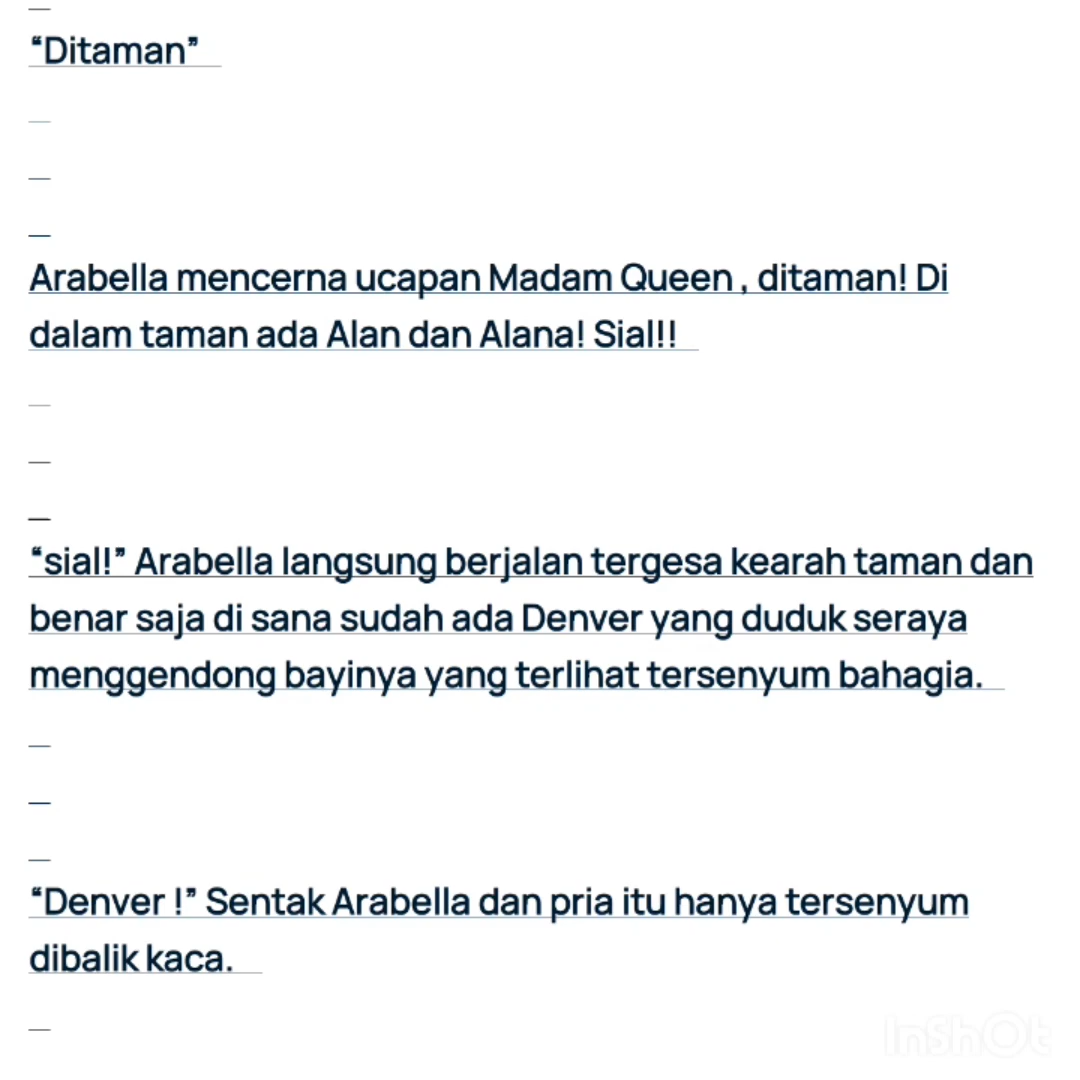 “Ditaman”
Arabella mencerna ucapan Madam Queen , ditaman! Di
dalam taman ada Alan dan Alana! Sial!!
“sial!” Arabella langsung berjalan tergesa kearah taman dan
benar saja di sana sudah ada Denver yang duduk seraya
menggendong bayinya yang terlihat tersenyum bahagia.
“Denver !” Sentak Arabella dan pria itu hanya tersenyum
dibalik kaca.
InShOt